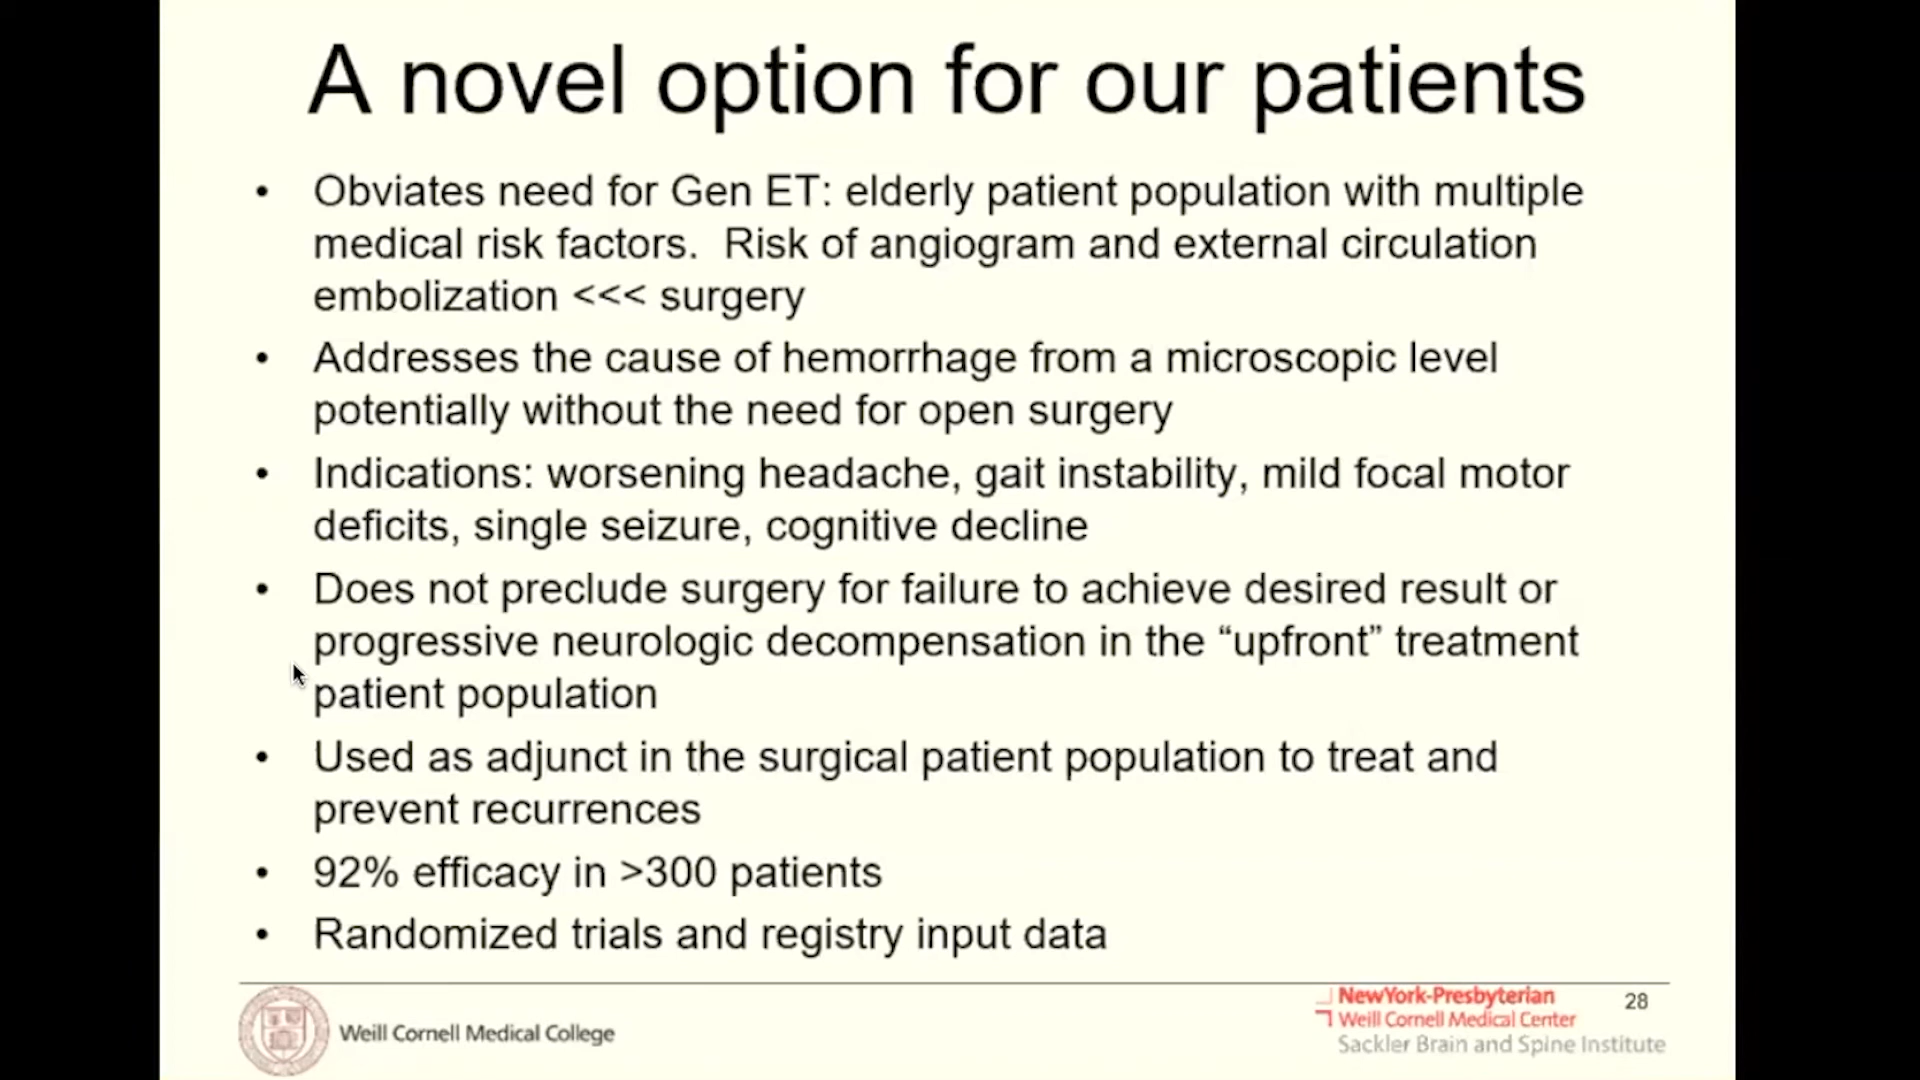 A novel option for our patients
• Obviates need for Gen ET: elderly patient population with multiple
medical risk factors.  Risk of angiogram and external circulation
embolization <<< surgery
• Addresses the cause of hemorrhage from a microscopic level
potentially without the need for open surgery
• Indications: worsening headache, gait instability, mild focal motor
deficits, single seizure, cognitive decline
• Does not preclude surgery for failure to achieve desired result or
progressive neurologic decompensation in the “upfront” treatment
patient population
• Used as adjunct in the surgical patient population to treat and
prevent recurrences
• 92% efficacy in >300 patients
• Randomized trials and registry input data
Weill Cornell Medical College
NewYork-Presbyterian
Weill Cornell Medical Center
Sackler Brain and Spine Institute
28